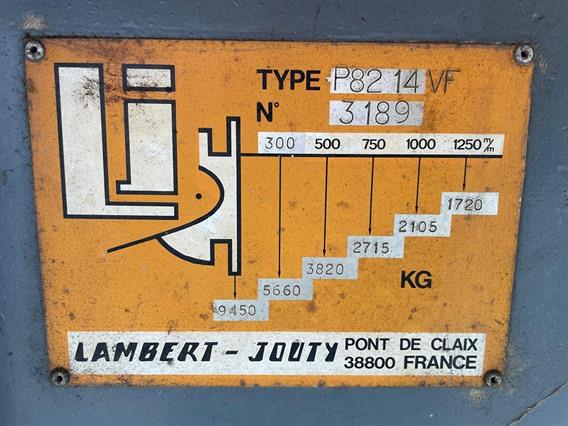 LJ
TYPE P82 14 VF
N° 3189
300 500 750 1000 1250 m/m
1720
2105
2715
3820
5660
9450
KG
LAMBERT - JOUTY PONT DE CLAIX
38800 FRANCE